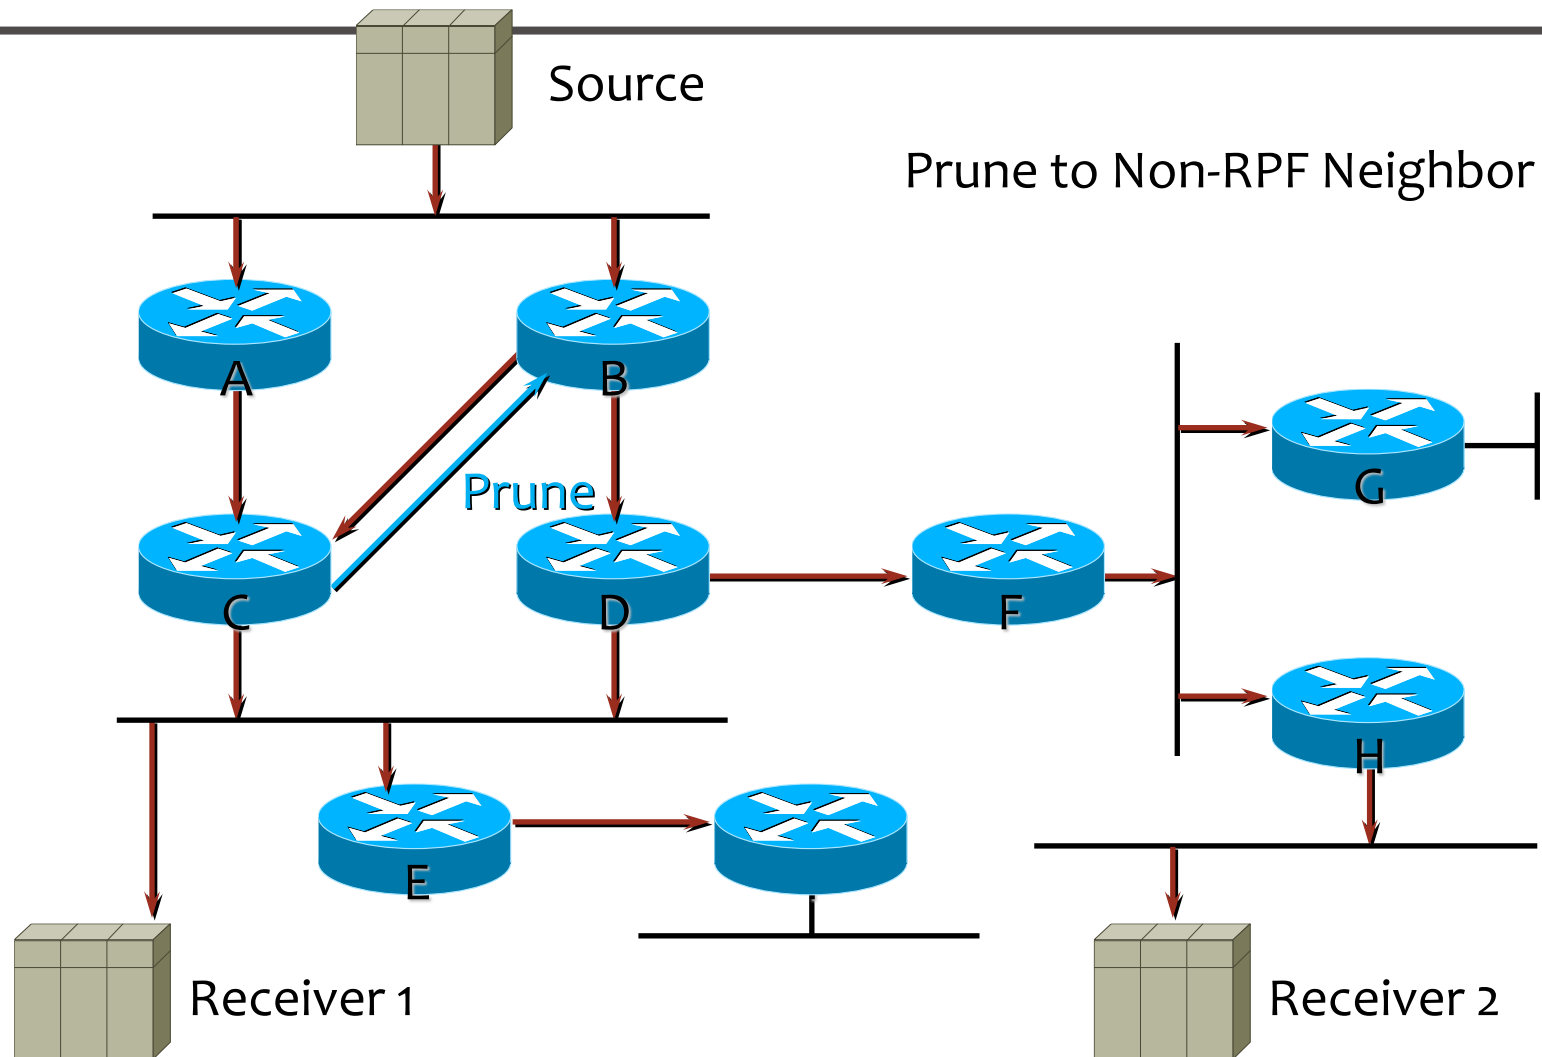 Source
Prune to Non-RPF Neighbor
A
B
Prune
G
C
D
F
H
E
Receiver 1
Receiver 2